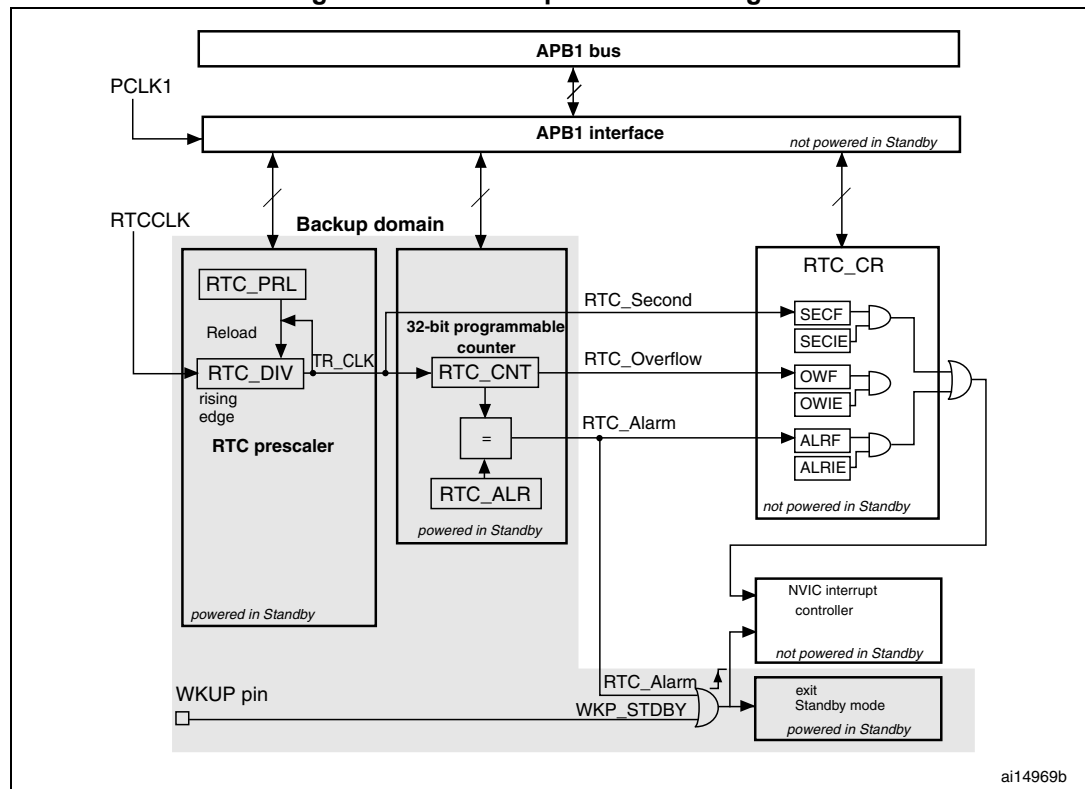 APB1 bus
PCLK1
APB1 interface
not powered in Standby
RTCCLK
Backup domain
RTC_PRL
Reload
RTC_DIV
rising
edge
TR_CLK
RTC prescaler
powered in Standby
32-bit programmable
counter
RTC_CNT
=
RTC_ALR
powered in Standby
RTC_Second
RTC_Overflow
RTC_Alarm
RTC_CR
SECF
SECIE
OWF
OWIE
ALRF
ALRIE
not powered in Standby
NVIC interrupt
controller
not powered in Standby
WKUP pin
RTC_Alarm
WKP_STDBY
exit
Standby mode
powered in Standby
ai14969b